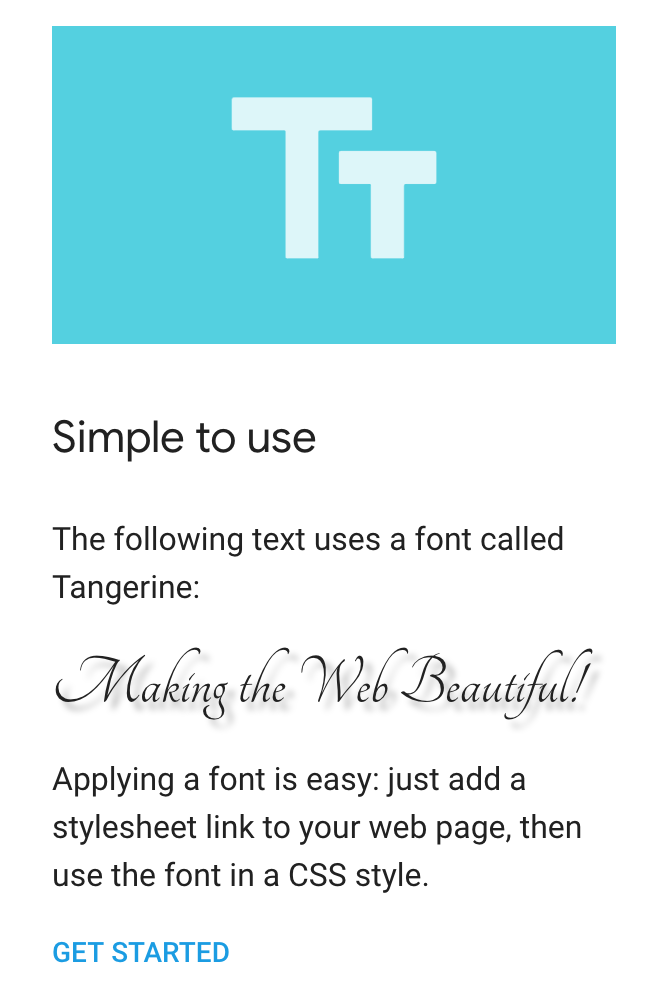 TT
Simple to use
The following text uses a font called
Tangerine:
Making the Web Beautiful!
Applying a font is easy: just add a
stylesheet link to your web page, then
use the font in a CSS style.
GET STARTED